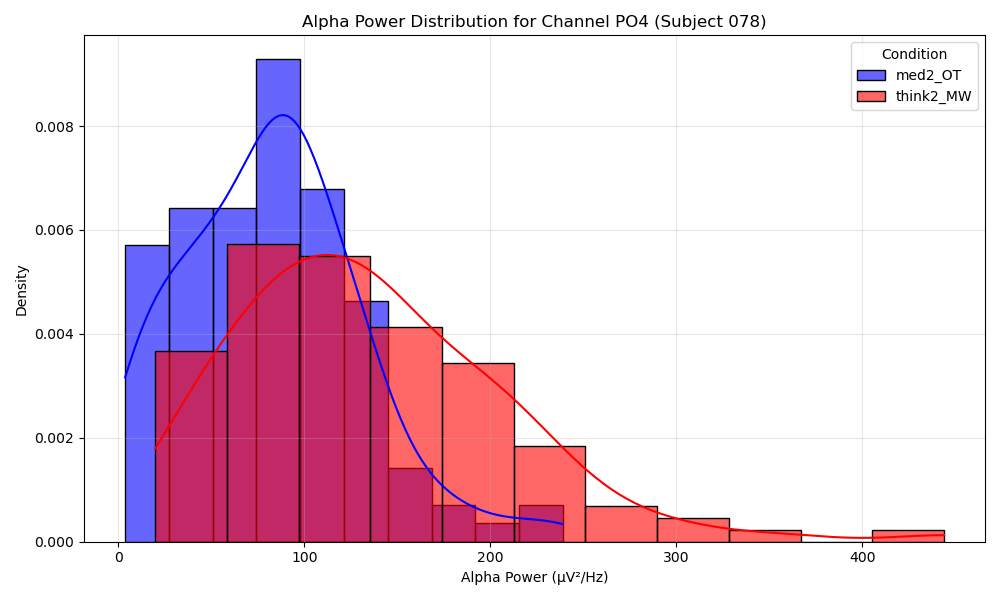 Alpha Power Distribution for Channel PO4 (Subject 078)
Condition
med2_OT
think2_MW
0.008
0.006
0.004
0.002
0.000
Density
0
100
200
300
400
Alpha Power (μV²/Hz)